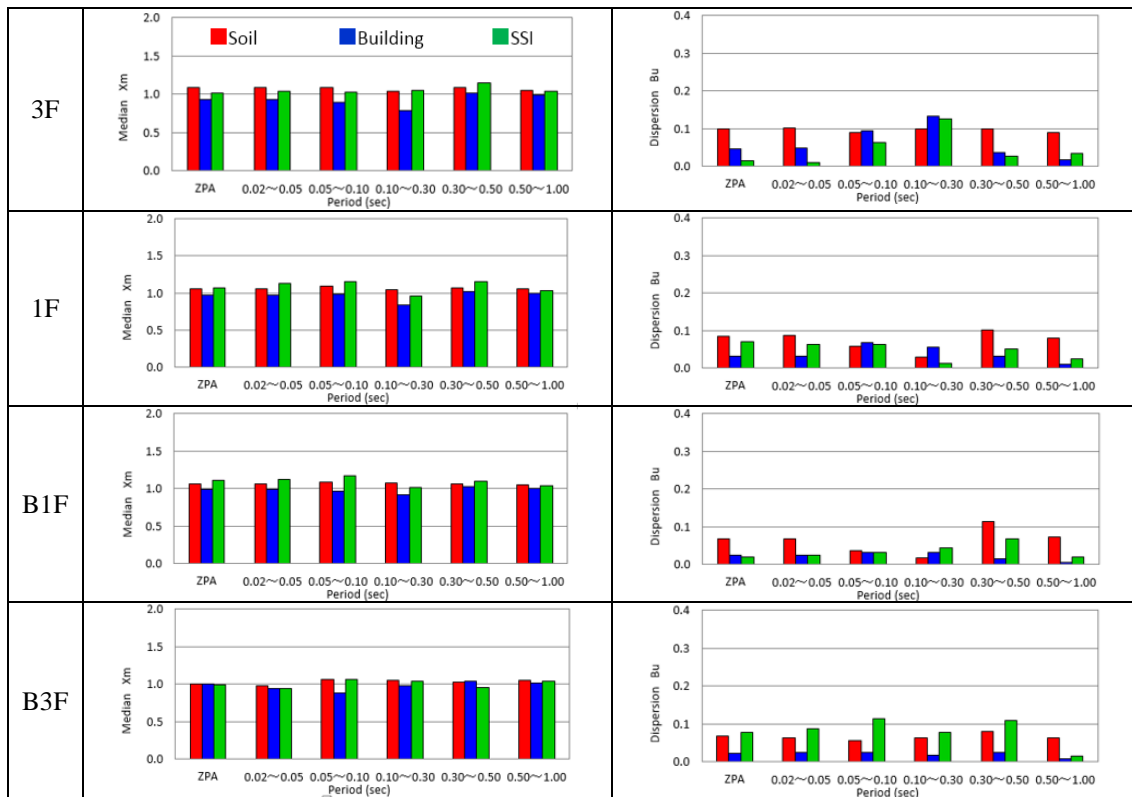 3F
Median Xm
2.0
1.5
1.0
0.5
0.0
Soil Building SSI
ZPA 0.02～0.05 0.05～0.10 0.10～0.30 0.30～0.50 0.50～1.00
Period (sec)
Dispersion Bu
0.4
0.3
0.2
0.1
0.0
ZPA 0.02～0.05 0.05～0.10 0.10～0.30 0.30～0.50 0.50～1.00
Period (sec)
1F
Median Xm
2.0
1.5
1.0
0.5
0.0
ZPA 0.02～0.05 0.05～0.10 0.10～0.30 0.30～0.50 0.50～1.00
Period (sec)
Dispersion Bu
0.4
0.3
0.2
0.1
0.0
ZPA 0.02～0.05 0.05～0.10 0.10～0.30 0.30～0.50 0.50～1.00
Period (sec)
B1F
Median Xm
2.0
1.5
1.0
0.5
0.0
ZPA 0.02～0.05 0.05～0.10 0.10～0.30 0.30～0.50 0.50～1.00
Period (sec)
Dispersion Bu
0.4
0.3
0.2
0.1
0.0
ZPA 0.02～0.05 0.05～0.10 0.10～0.30 0.30～0.50 0.50～1.00
Period (sec)
B3F
Median Xm
2.0
1.5
1.0
0.5
0.0
ZPA 0.02～0.05 0.05～0.10 0.10～0.30 0.30～0.50 0.50～1.00
Period (sec)
Dispersion Bu
0.4
0.3
0.2
0.1
0.0
ZPA 0.02～0.05 0.05～0.10 0.10～0.30 0.30～0.50 0.50～1.00
Period (sec)